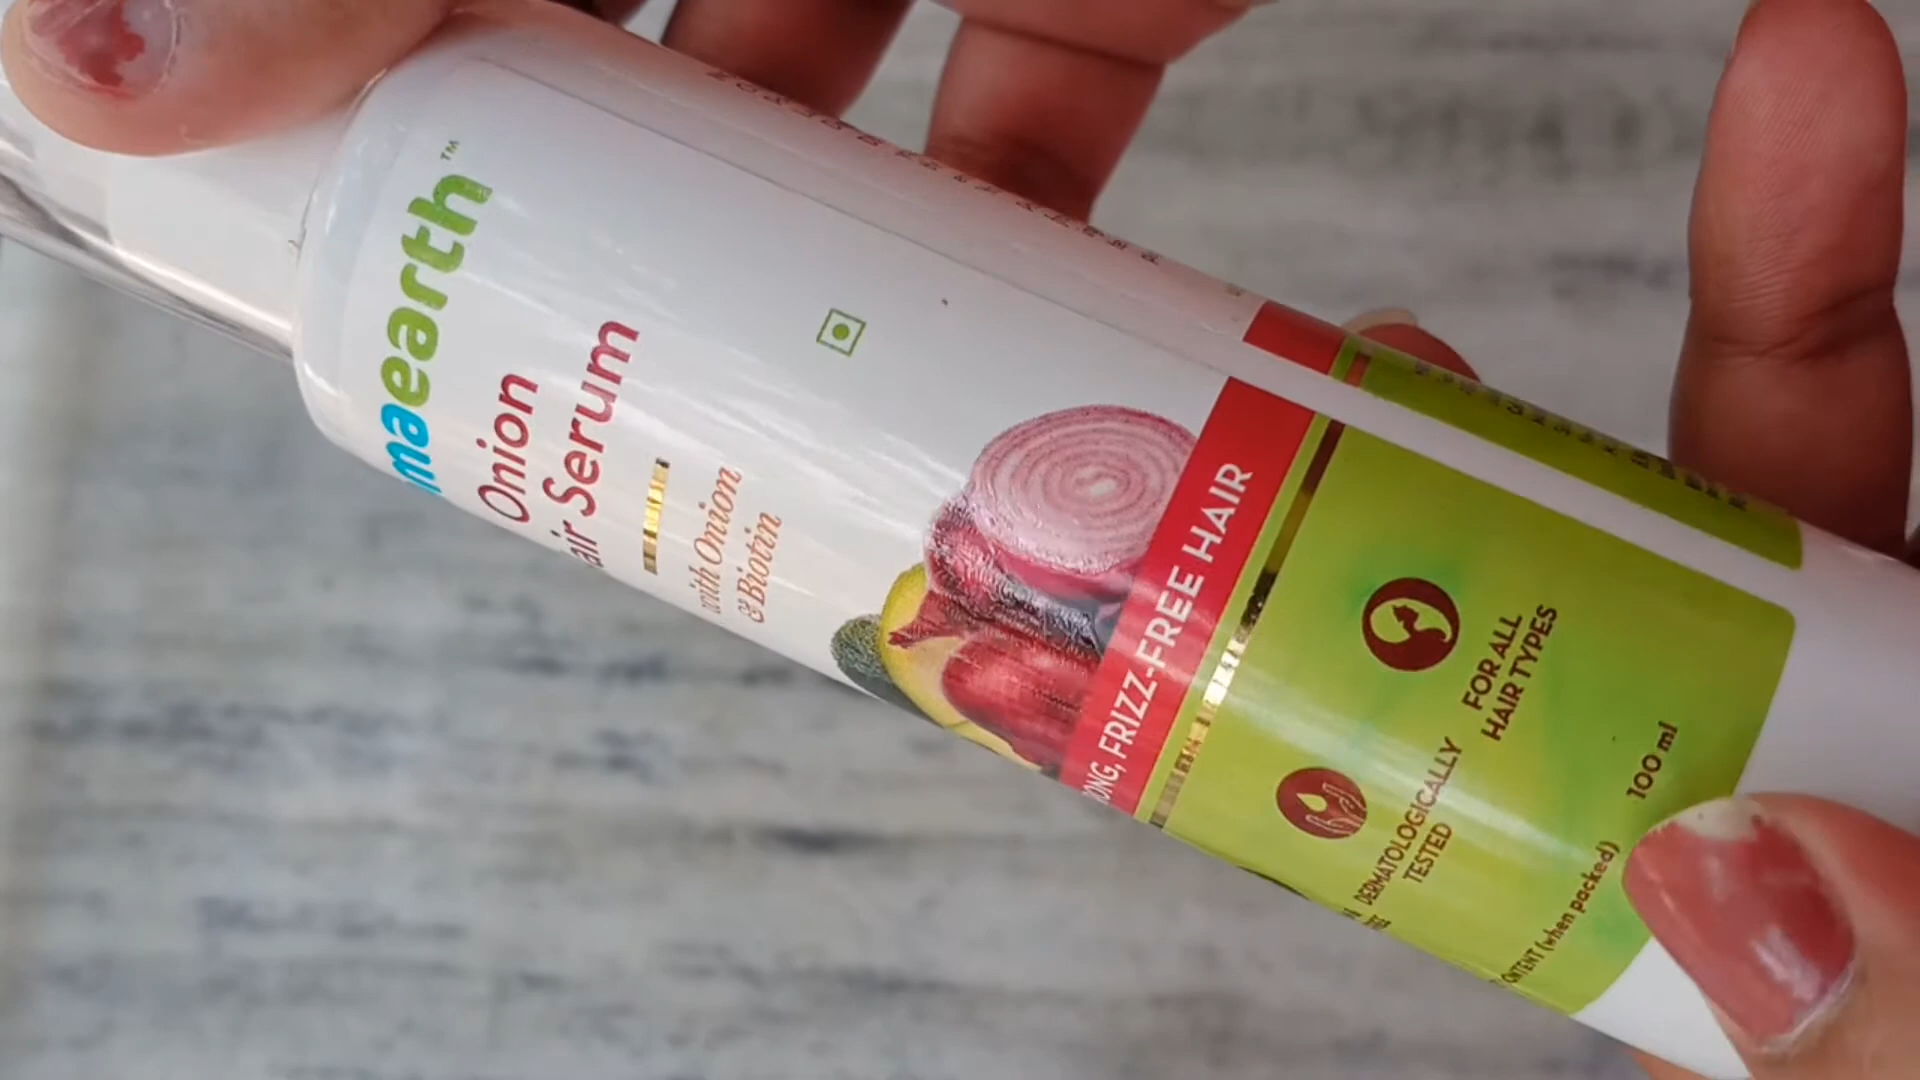 maearth™
Onion
air Serum
with Onion
& Biotin
ONG, FRIZZ-FREE HAIR
FOR ALL
HAIR TYPES
DERMATOLOGICALLY
TESTED
ONTENT (when packed)
100 ml